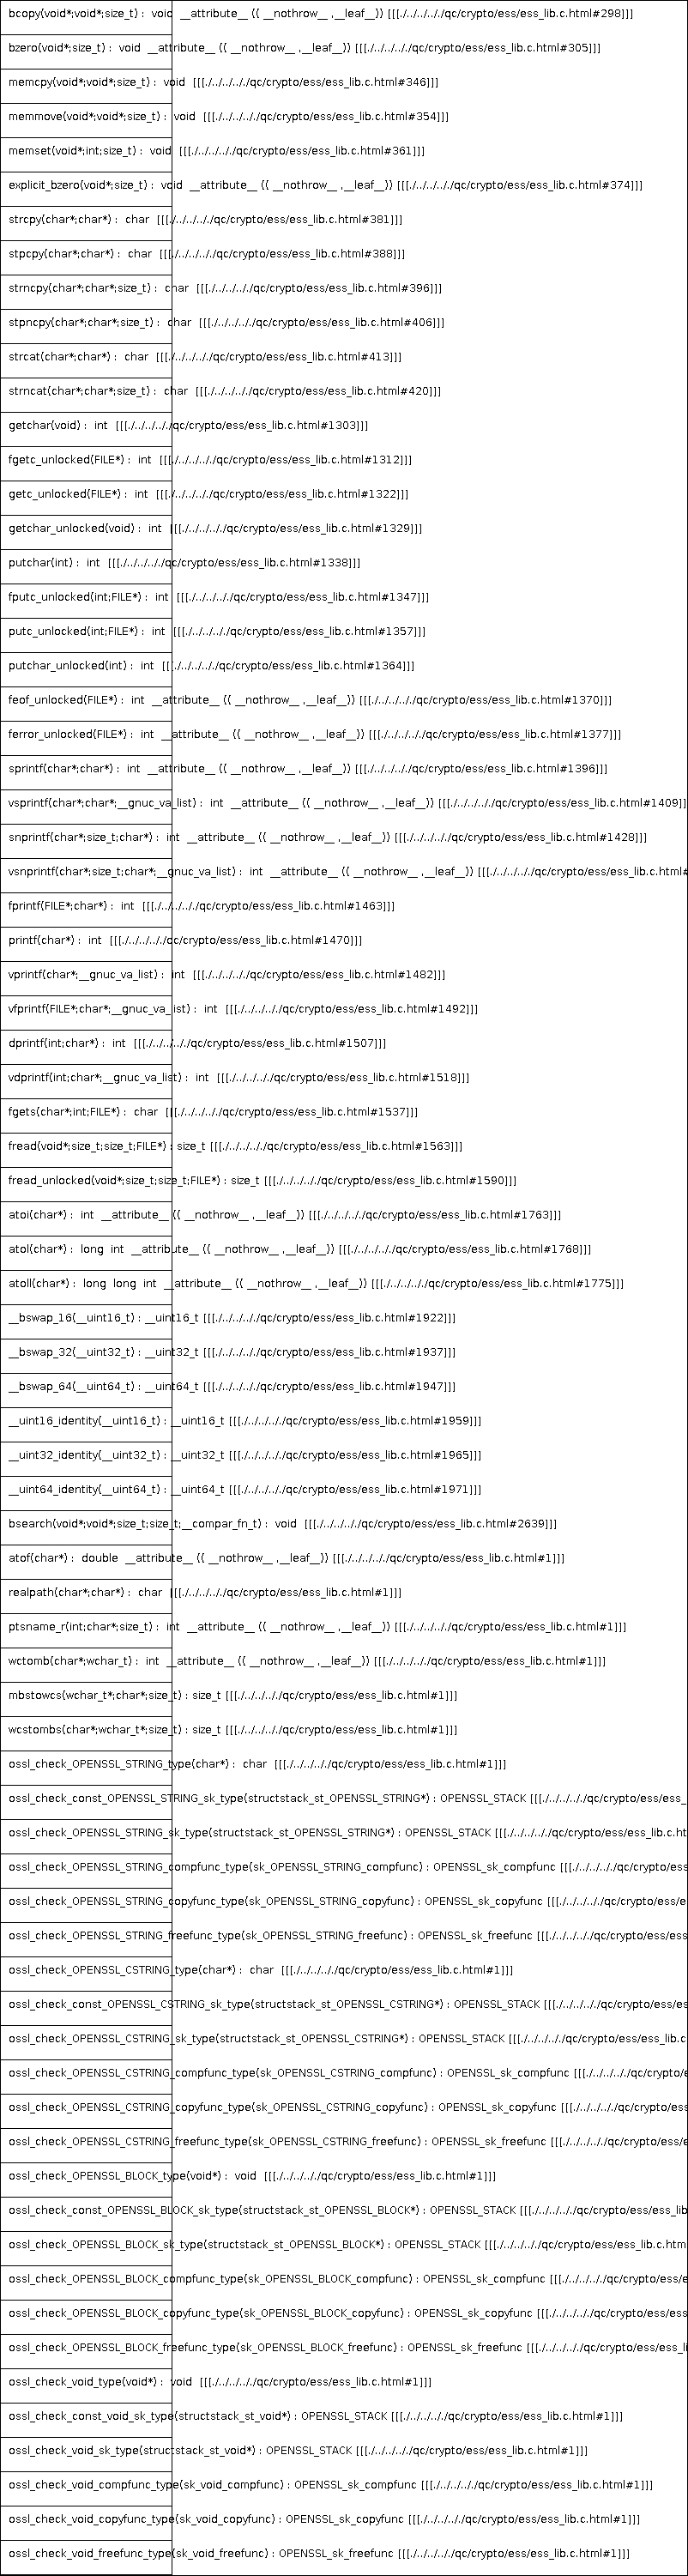 bcopy(void*;void*;size_t) : void __attribute__ (( __nothrow__ ,__leaf__)) [[[./../../../../qc/crypto/ess/ess_lib.c.html#298]]]
bzero(void*;size_t) : void __attribute__ (( __nothrow__ ,__leaf__)) [[[./../../../../qc/crypto/ess/ess_lib.c.html#305]]]
memcpy(void*;void*;size_t) : void [[[./../../../../qc/crypto/ess/ess_lib.c.html#346]]]
memmove(void*;void*;size_t) : void [[[./../../../../qc/crypto/ess/ess_lib.c.html#354]]]
memset(void*;int;size_t) : void [[[./../../../../qc/crypto/ess/ess_lib.c.html#361]]]
explicit_bzero(void*;size_t) : void __attribute__ (( __nothrow__ ,__leaf__)) [[[./../../../../qc/crypto/ess/ess_lib.c.html#374]]]
strcpy(char*;char*) : char [[[./../../../../qc/crypto/ess/ess_lib.c.html#381]]]
stpcpy(char*;char*) : char [[[./../../../../qc/crypto/ess/ess_lib.c.html#388]]]
strncpy(char*;char*;size_t) : char [[[./../../../../qc/crypto/ess/ess_lib.c.html#396]]]
stpncpy(char*;char*;size_t) : char [[[./../../../../qc/crypto/ess/ess_lib.c.html#406]]]
strcat(char*;char*) : char [[[./../../../../qc/crypto/ess/ess_lib.c.html#413]]]
strncat(char*;char*;size_t) : char [[[./../../../../qc/crypto/ess/ess_lib.c.html#420]]]
getchar(void) : int [[[./../../../../qc/crypto/ess/ess_lib.c.html#1303]]]
fgetc_unlocked(FILE*) : int [[[./../../../../qc/crypto/ess/ess_lib.c.html#1312]]]
getc_unlocked(FILE*) : int [[[./../../../../qc/crypto/ess/ess_lib.c.html#1322]]]
getchar_unlocked(void) : int [[[./../../../../qc/crypto/ess/ess_lib.c.html#1329]]]
putchar(int) : int [[[./../../../../qc/crypto/ess/ess_lib.c.html#1338]]]
fputc_unlocked(int;FILE*) : int [[[./../../../../qc/crypto/ess/ess_lib.c.html#1347]]]
putc_unlocked(int;FILE*) : int [[[./../../../../qc/crypto/ess/ess_lib.c.html#1357]]]
putchar_unlocked(int) : int [[[./../../../../qc/crypto/ess/ess_lib.c.html#1364]]]
feof_unlocked(FILE*) : int __attribute__ (( __nothrow__ ,__leaf__)) [[[./../../../../qc/crypto/ess/ess_lib.c.html#1370]]]
ferror_unlocked(FILE*) : int __attribute__ (( __nothrow__ ,__leaf__)) [[[./../../../../qc/crypto/ess/ess_lib.c.html#1377]]]
sprintf(char*;char*) : int __attribute__ (( __nothrow__ ,__leaf__)) [[[./../../../../qc/crypto/ess/ess_lib.c.html#1396]]]
vsprintf(char*;char*;__gnuc_va_list) : int __attribute__ (( __nothrow__ ,__leaf__)) [[[./../../../../qc/crypto/ess/ess_lib.c.html#1409]]]
snprintf(char*;size_t;char*) : int __attribute__ (( __nothrow__ ,__leaf__)) [[[./../../../../qc/crypto/ess/ess_lib.c.html#1428]]]
vsnprintf(char*;size_t;char*;__gnuc_va_list) : int __attribute__ (( __nothrow__ ,__leaf__)) [[[./../../../../qc/crypto/ess/ess_lib.c.html#
fprintf(FILE*;char*) : int [[[./../../../../qc/crypto/ess/ess_lib.c.html#1463]]]
printf(char*) : int [[[./../../../../qc/crypto/ess/ess_lib.c.html#1470]]]
vprintf(char*;__gnuc_va_list) : int [[[./../../../../qc/crypto/ess/ess_lib.c.html#1482]]]
vfprintf(FILE*;char*;__gnuc_va_list) : int [[[./../../../../qc/crypto/ess/ess_lib.c.html#1492]]]
dprintf(int;char*) : int [[[./../../../../qc/crypto/ess/ess_lib.c.html#1507]]]
vdprintf(int;char*;__gnuc_va_list) : int [[[./../../../../qc/crypto/ess/ess_lib.c.html#1518]]]
fgets(char*;int;FILE*) : char [[[./../../../../qc/crypto/ess/ess_lib.c.html#1537]]]
fread(void*;size_t;size_t;FILE*) : size_t [[[./../../../../qc/crypto/ess/ess_lib.c.html#1563]]]
fread_unlocked(void*;size_t;size_t;FILE*) : size_t [[[./../../../../qc/crypto/ess/ess_lib.c.html#1590]]]
atoi(char*) : int __attribute__ (( __nothrow__ ,__leaf__)) [[[./../../../../qc/crypto/ess/ess_lib.c.html#1763]]]
atol(char*) : long int __attribute__ (( __nothrow__ ,__leaf__)) [[[./../../../../qc/crypto/ess/ess_lib.c.html#1768]]]
atoll(char*) : long long int __attribute__ (( __nothrow__ ,__leaf__)) [[[./../../../../qc/crypto/ess/ess_lib.c.html#1775]]]
__bswap_16(__uint16_t) : __uint16_t [[[./../../../../qc/crypto/ess/ess_lib.c.html#1922]]]
__bswap_32(__uint32_t) : __uint32_t [[[./../../../../qc/crypto/ess/ess_lib.c.html#1937]]]
__bswap_64(__uint64_t) : __uint64_t [[[./../../../../qc/crypto/ess/ess_lib.c.html#1947]]]
__uint16_identity(__uint16_t) : __uint16_t [[[./../../../../qc/crypto/ess/ess_lib.c.html#1959]]]
__uint32_identity(__uint32_t) : __uint32_t [[[./../../../../qc/crypto/ess/ess_lib.c.html#1965]]]
__uint64_identity(__uint64_t) : __uint64_t [[[./../../../../qc/crypto/ess/ess_lib.c.html#1971]]]
bsearch(void*;void*;size_t;size_t;__compar_fn_t) : void [[[./../../../../qc/crypto/ess/ess_lib.c.html#2639]]]
atof(char*) : double __attribute__ (( __nothrow__ ,__leaf__)) [[[./../../../../qc/crypto/ess/ess_lib.c.html#1]]]
realpath(char*;char*) : char [[[./../../../../qc/crypto/ess/ess_lib.c.html#1]]]
ptsname_r(int;char*;size_t) : int __attribute__ (( __nothrow__ ,__leaf__)) [[[./../../../../qc/crypto/ess/ess_lib.c.html#1]]]
wctomb(char*;wchar_t) : int __attribute__ (( __nothrow__ ,__leaf__)) [[[./../../../../qc/crypto/ess/ess_lib.c.html#1]]]
mbstowcs(wchar_t*;char*;size_t) : size_t [[[./../../../../qc/crypto/ess/ess_lib.c.html#1]]]
wcstombs(char*;wchar_t*;size_t) : size_t [[[./../../../../qc/crypto/ess/ess_lib.c.html#1]]]
ossl_check_OPENSSL_STRING_type(char*) : char [[[./../../../../qc/crypto/ess/ess_lib.c.html#1]]]
ossl_check_const_OPENSSL_STRING_sk_type(structstack_st_OPENSSL_STRING*) : OPENSSL_STACK [[[./../../../../qc/crypto/ess/ess_
ossl_check_OPENSSL_STRING_sk_type(structstack_st_OPENSSL_STRING*) : OPENSSL_STACK [[[./../../../../qc/crypto/ess/ess_lib.c.ht
ossl_check_OPENSSL_STRING_compfunc_type(sk_OPENSSL_STRING_compfunc) : OPENSSL_sk_compfunc [[[./../../../../qc/crypto/ess
ossl_check_OPENSSL_STRING_copyfunc_type(sk_OPENSSL_STRING_copyfunc) : OPENSSL_sk_copyfunc [[[./../../../../qc/crypto/ess/e
ossl_check_OPENSSL_STRING_freefunc_type(sk_OPENSSL_STRING_freefunc) : OPENSSL_sk_freefunc [[[./../../../../qc/crypto/ess/ess
ossl_check_OPENSSL_CSTRING_type(char*) : char [[[./../../../../qc/crypto/ess/ess_lib.c.html#1]]]
ossl_check_const_OPENSSL_CSTRING_sk_type(structstack_st_OPENSSL_CSTRING*) : OPENSSL_STACK [[[./../../../../qc/crypto/ess/es
ossl_check_OPENSSL_CSTRING_sk_type(structstack_st_OPENSSL_CSTRING*) : OPENSSL_STACK [[[./../../../../qc/crypto/ess/ess_lib.c
ossl_check_OPENSSL_CSTRING_compfunc_type(sk_OPENSSL_CSTRING_compfunc) : OPENSSL_sk_compfunc [[[./../../../../qc/crypto/e
ossl_check_OPENSSL_CSTRING_copyfunc_type(sk_OPENSSL_CSTRING_copyfunc) : OPENSSL_sk_copyfunc [[[./../../../../qc/crypto/ess
ossl_check_OPENSSL_CSTRING_freefunc_type(sk_OPENSSL_CSTRING_freefunc) : OPENSSL_sk_freefunc [[[./../../../../qc/crypto/ess/e
ossl_check_OPENSSL_BLOCK_type(void*) : void [[[./../../../../qc/crypto/ess/ess_lib.c.html#1]]]
ossl_check_const_OPENSSL_BLOCK_sk_type(structstack_st_OPENSSL_BLOCK*) : OPENSSL_STACK [[[./../../../../qc/crypto/ess/ess_lib
ossl_check_OPENSSL_BLOCK_sk_type(structstack_st_OPENSSL_BLOCK*) : OPENSSL_STACK [[[./../../../../qc/crypto/ess/ess_lib.c.htm
ossl_check_OPENSSL_BLOCK_compfunc_type(sk_OPENSSL_BLOCK_compfunc) : OPENSSL_sk_compfunc [[[./../../../../qc/crypto/ess/e
ossl_check_OPENSSL_BLOCK_copyfunc_type(sk_OPENSSL_BLOCK_copyfunc) : OPENSSL_sk_copyfunc [[[./../../../../qc/crypto/ess/ess
ossl_check_OPENSSL_BLOCK_freefunc_type(sk_OPENSSL_BLOCK_freefunc) : OPENSSL_sk_freefunc [[[./../../../../qc/crypto/ess/ess_li
ossl_check_void_type(void*) : void [[[./../../../../qc/crypto/ess/ess_lib.c.html#1]]]
ossl_check_const_void_sk_type(structstack_st_void*) : OPENSSL_STACK [[[./../../../../qc/crypto/ess/ess_lib.c.html#1]]]
ossl_check_void_sk_type(structstack_st_void*) : OPENSSL_STACK [[[./../../../../qc/crypto/ess/ess_lib.c.html#1]]]
ossl_check_void_compfunc_type(sk_void_compfunc) : OPENSSL_sk_compfunc [[[./../../../../qc/crypto/ess/ess_lib.c.html#1]]]
ossl_check_void_copyfunc_type(sk_void_copyfunc) : OPENSSL_sk_copyfunc [[[./../../../../qc/crypto/ess/ess_lib.c.html#1]]]
ossl_check_void_freefunc_type(sk_void_freefunc) : OPENSSL_sk_freefunc [[[./../../../../qc/crypto/ess/ess_lib.c.html#1]]]